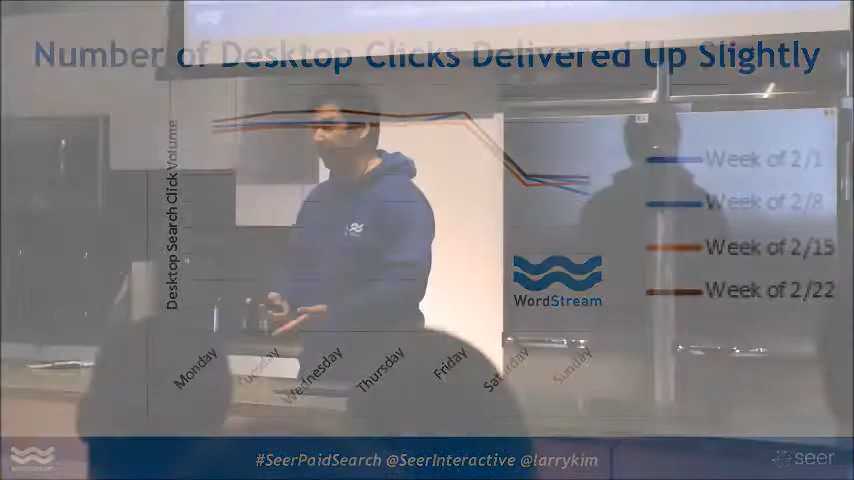 Number of Desktop Clicks Delivered Up Slightly
Desktop Search Click Volume
Week of 2/1
Week of 2/8
Week of 2/15
Week of 2/22
WordStream
Monday
Tuesday
Wednesday
Thursday
Friday
Saturday
Sunday
#SeerPaidSearch @SeerInteractive @larrykim
seer